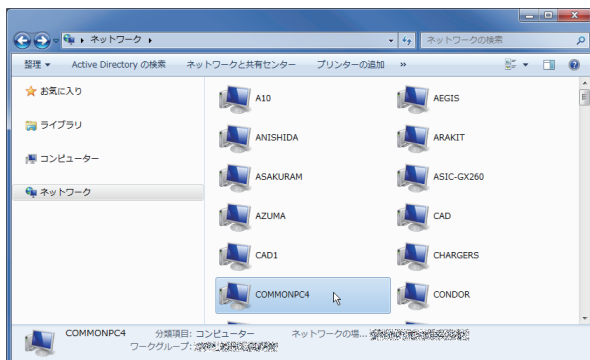 ネットワーク
ネットワークの検索
整理 Active Directory の検索 ネットワークと共有センター プリンターの追加 »
お気に入り
ライブラリ
コンピューター
ネットワーク
A10 AEGIS
ANISHIDA ARAKIT
ASAKURAM ASIC-GX260
AZUMA CAD
CAD1 CHARGERS
COMMONPC4 CONDOR
COMMONPC4 分類項目: コンピューター ネットワークの場...
ワークグループ: